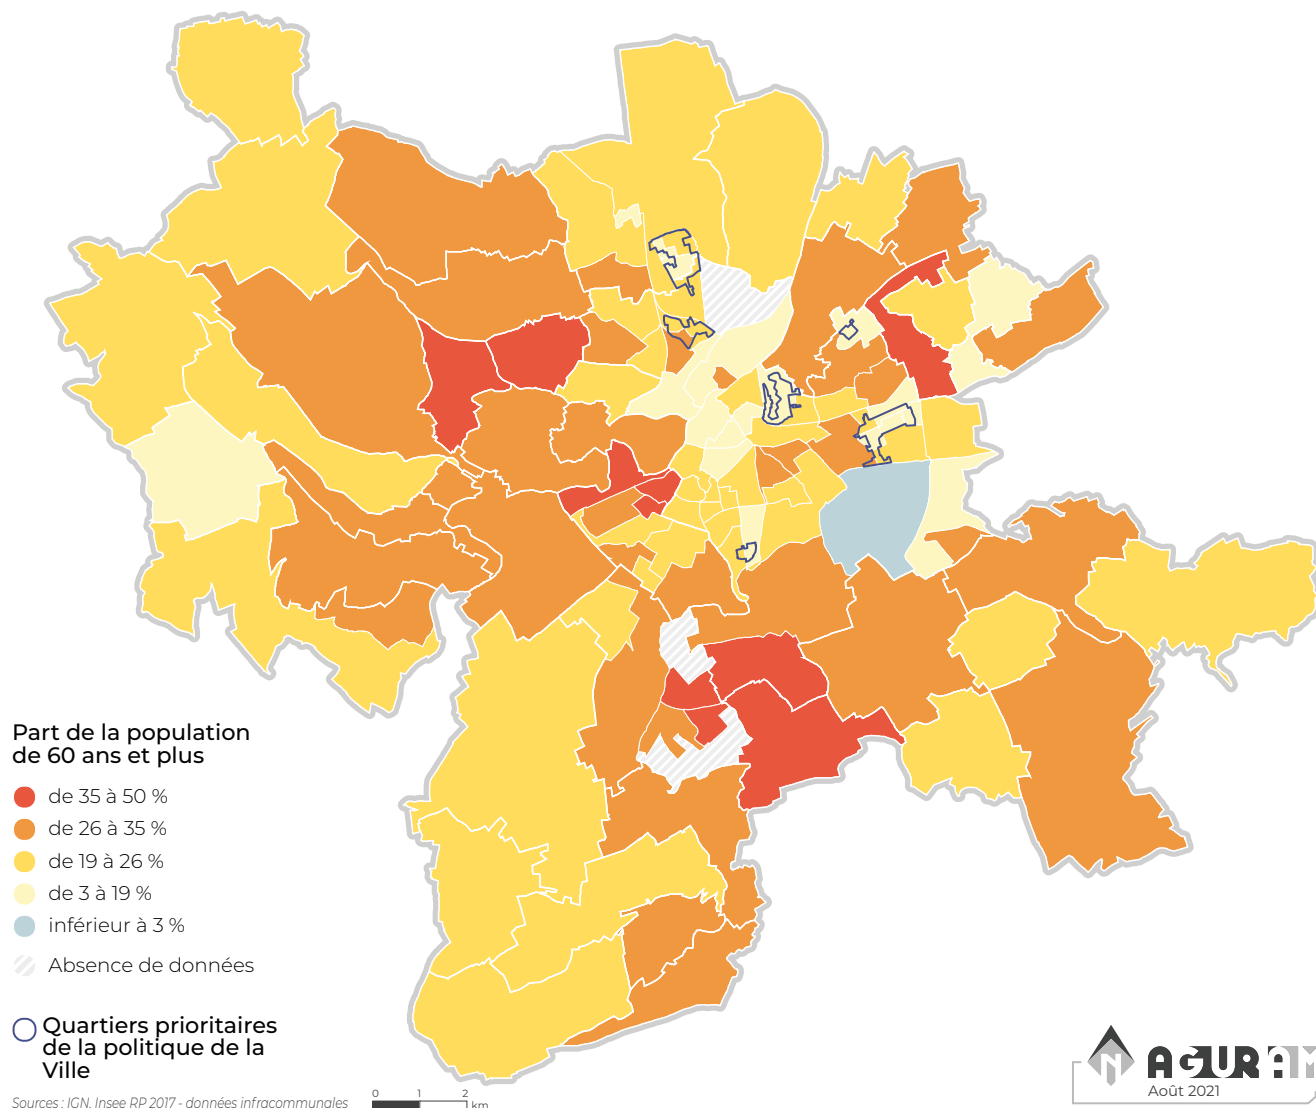 Part de la population
de 60 ans et plus
de 35 à 50 %
de 26 à 35 %
de 19 à 26 %
de 3 à 19 %
inférieur à 3 %
Absence de données
Quartiers prioritaires
de la politique de la
Ville
Sources : IGN, Insee RP 2017 - données infracommunales
0 1 2
km
N
AGURAM
Août 2021